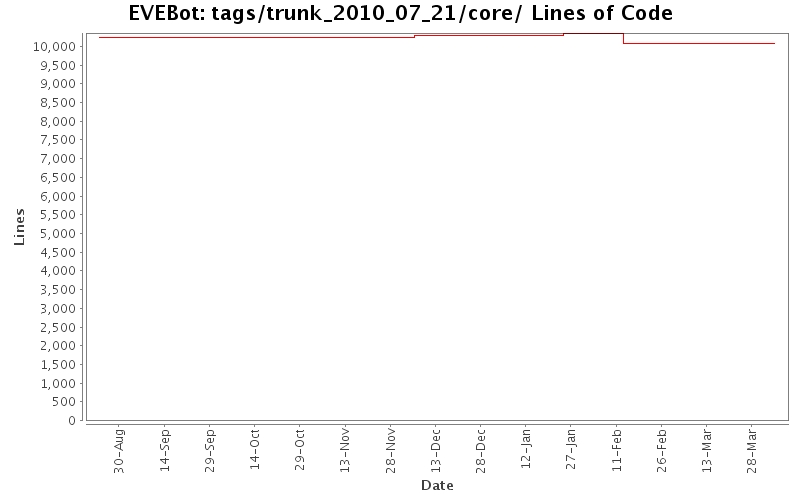 EVEBot: tags/trunk_2010_07_21/core/ Lines of Code
10,000
9,500
9,000
8,500
8,000
7,500
7,000
6,500
6,000
5,500
5,000
4,500
4,000
3,500
3,000
2,500
2,000
1,500
1,000
500
0
Lines
30-Aug
14-Sep
29-Sep
14-Oct
29-Oct
13-Nov
28-Nov
13-Dec
28-Dec
12-Jan
27-Jan
11-Feb
26-Feb
13-Mar
28-Mar
Date